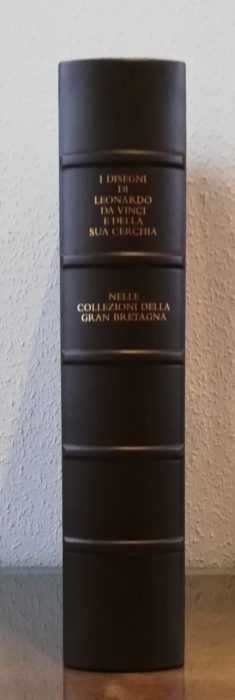 I DISEGNI
DI
LEONARDO
DA VINCI
E DELLA
SUA CERCHIA
NELLE
COLLEZIONI DELLA
GRAN BRETAGNA